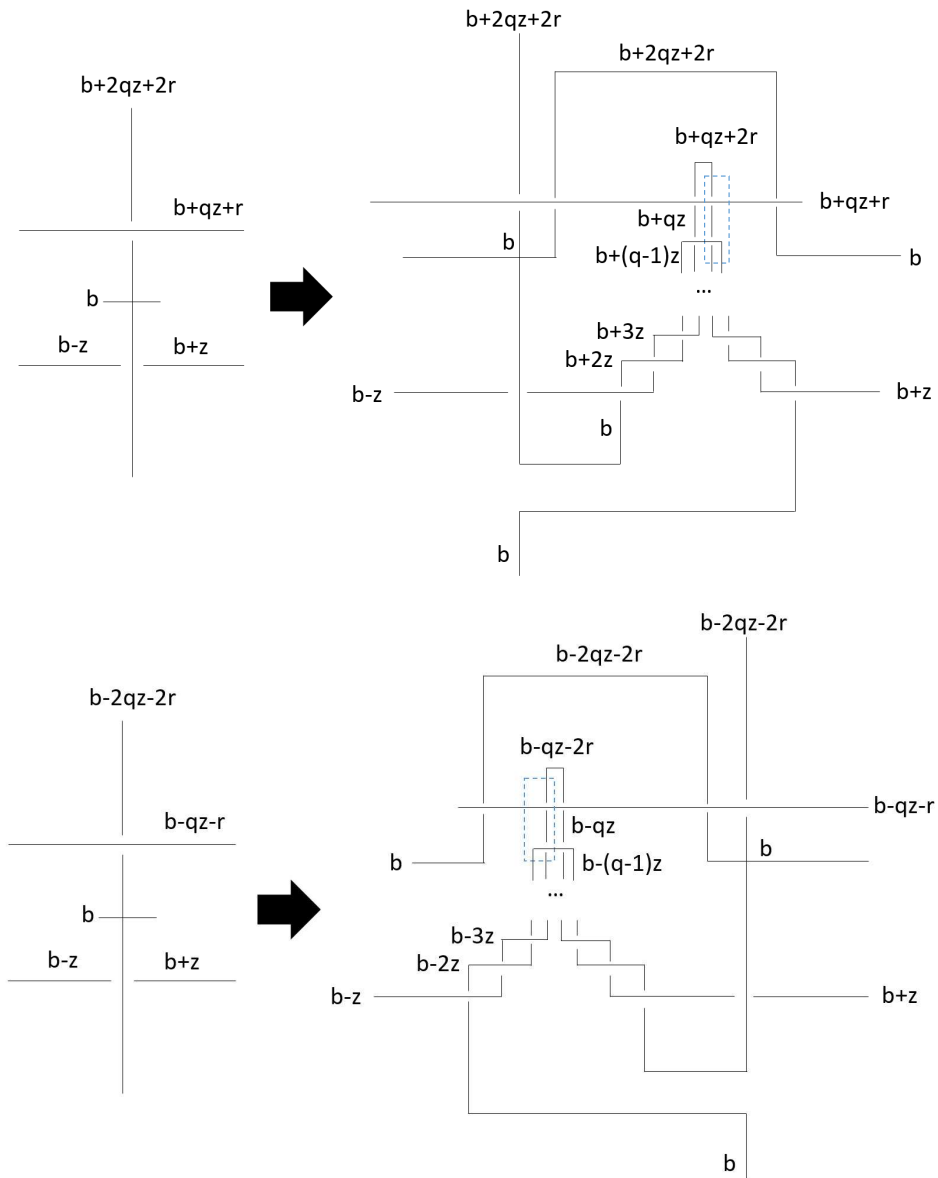 b+2qz+2r
b+2qz+2r
b+2qz+2r
b+qz+2r
b+qz+r
b+qz+r
b+qz
b
b+(q-1)z
b
b
...
b+3z
b-z
b+z
b+2z
b-z
b+z
b
b
b-2qz-2r
b-2qz-2r
b-2qz-2r
b-qz-2r
b-qz-r
b-qz-r
b-qz
b
b
b-(q-1)z
...
b
b-3z
b-z
b+z
b-2z
b-z
b+z
b